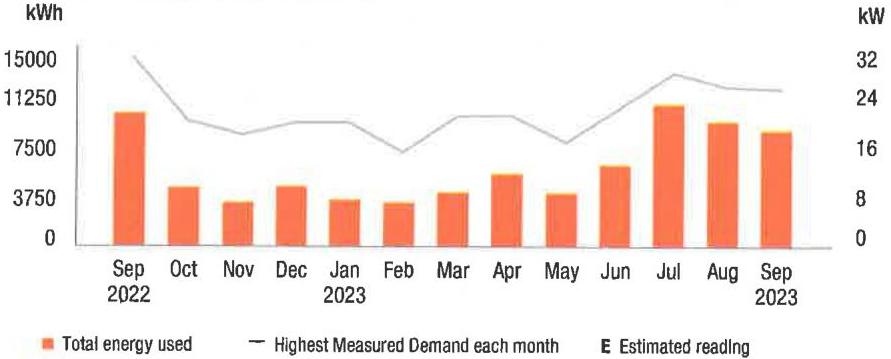 kWh kW
15000 32
11250 24
7500 16
3750 8
0 0
Sep Oct Nov Dec Jan Feb Mar Apr May Jun Jul Aug Sep
2022 2023 2023
Total energy used Highest Measured Demand each month E Estimated reading